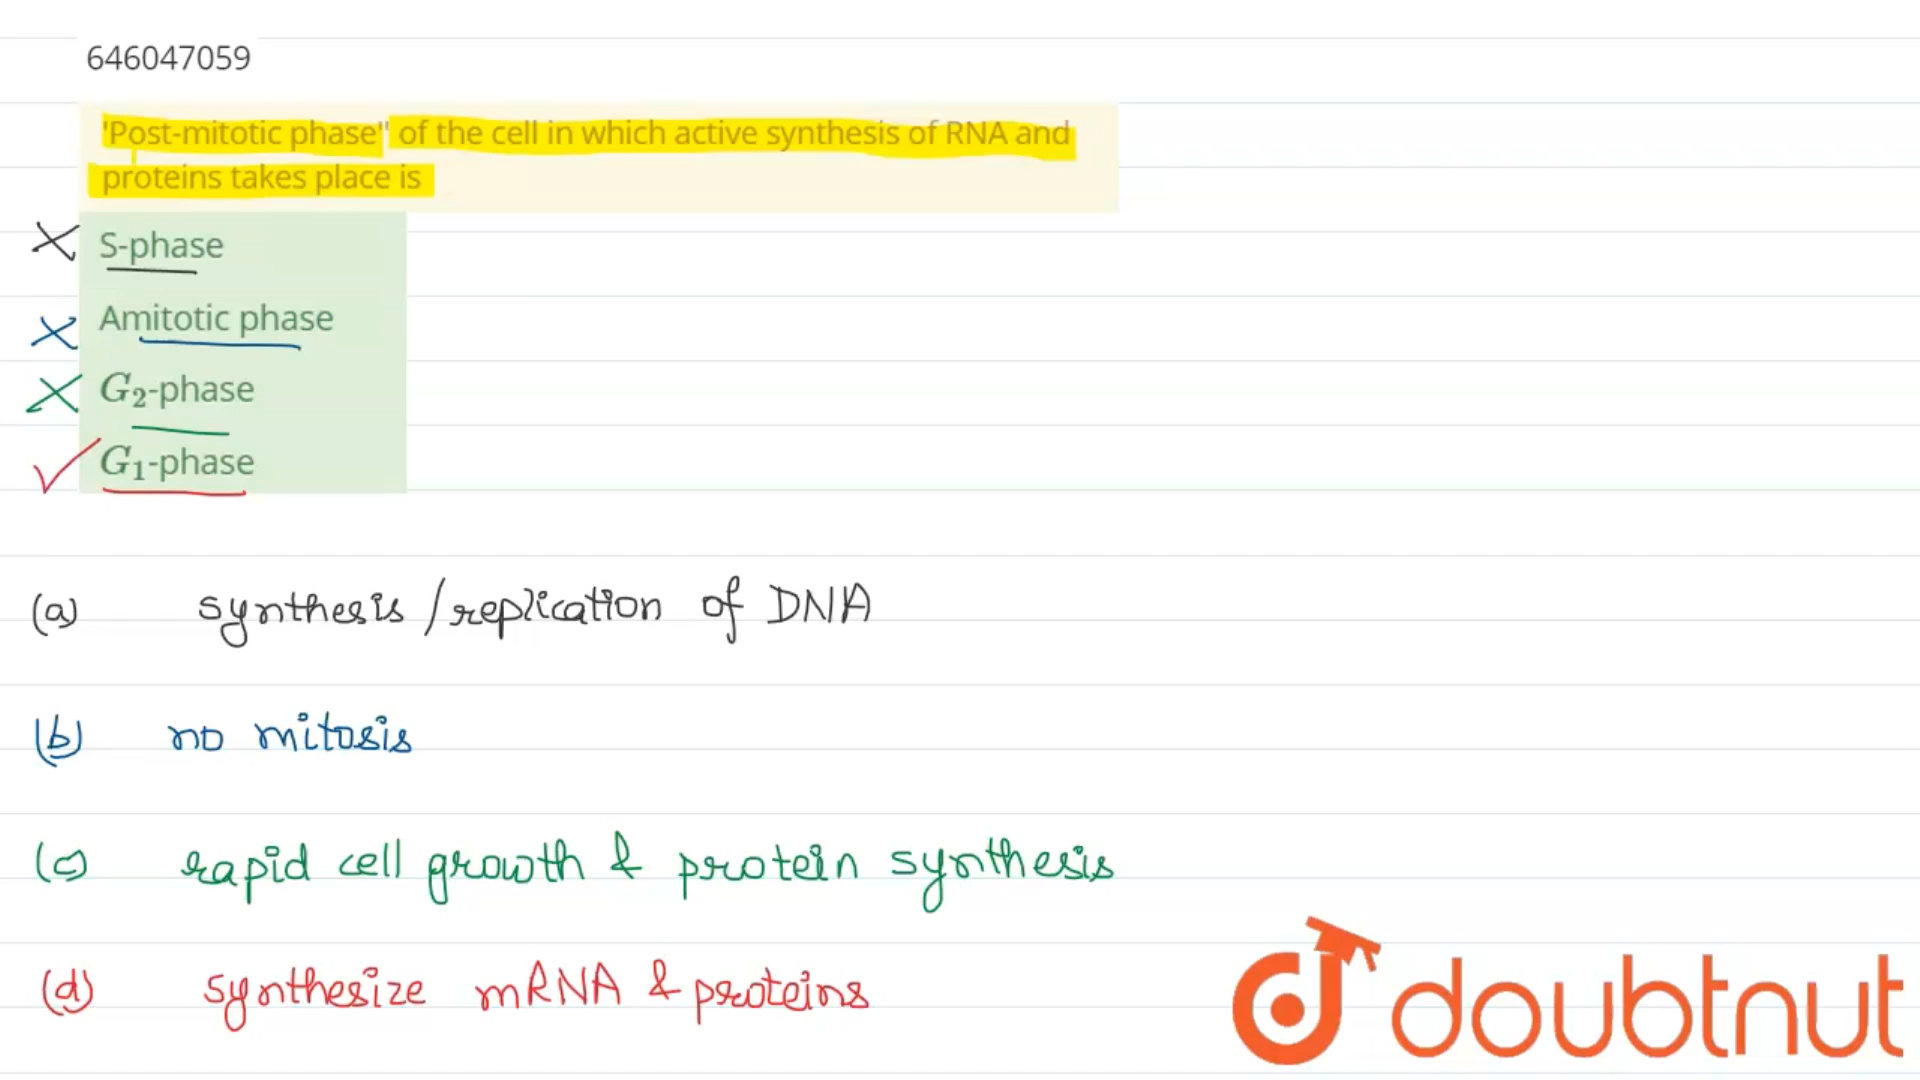 646047059
'Post-mitotic phase" of the cell in which active synthesis of RNA and
proteins takes place is
S-phase
Amitotic phase
G₂-phase
G₁-phase
(a) synthesis/replication of DNA
(b) no mitosis
(c) rapid cell growth & protein synthesis
(d) synthesize mRNA & proteins
doubtnut